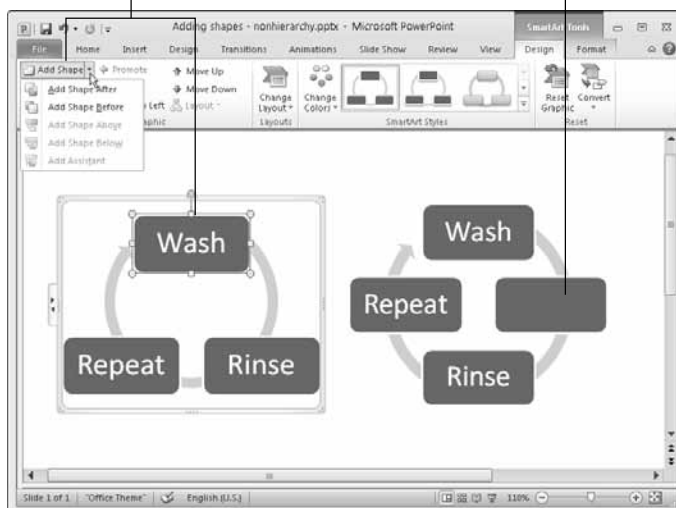 Adding shapes - nonhierarchy.pptx - Microsoft PowerPoint
SmartArt Tools
File Home Insert Design Transitions Animations Slide Show Review View Design Format
Add Shape Promote Move Up
Add Shape After Move Down
Add Shape Before Left Layout
Add Shape Above
Add Shape Below
Add Assistant
Change Layout
Change Colors
Reset Graphic
Convert
Layouts SmartArt Styles Reset
Wash
Repeat Rinse
Wash
Repeat
Rinse
Slide 1 of 1 "Office Theme" English (U.S.) 110%